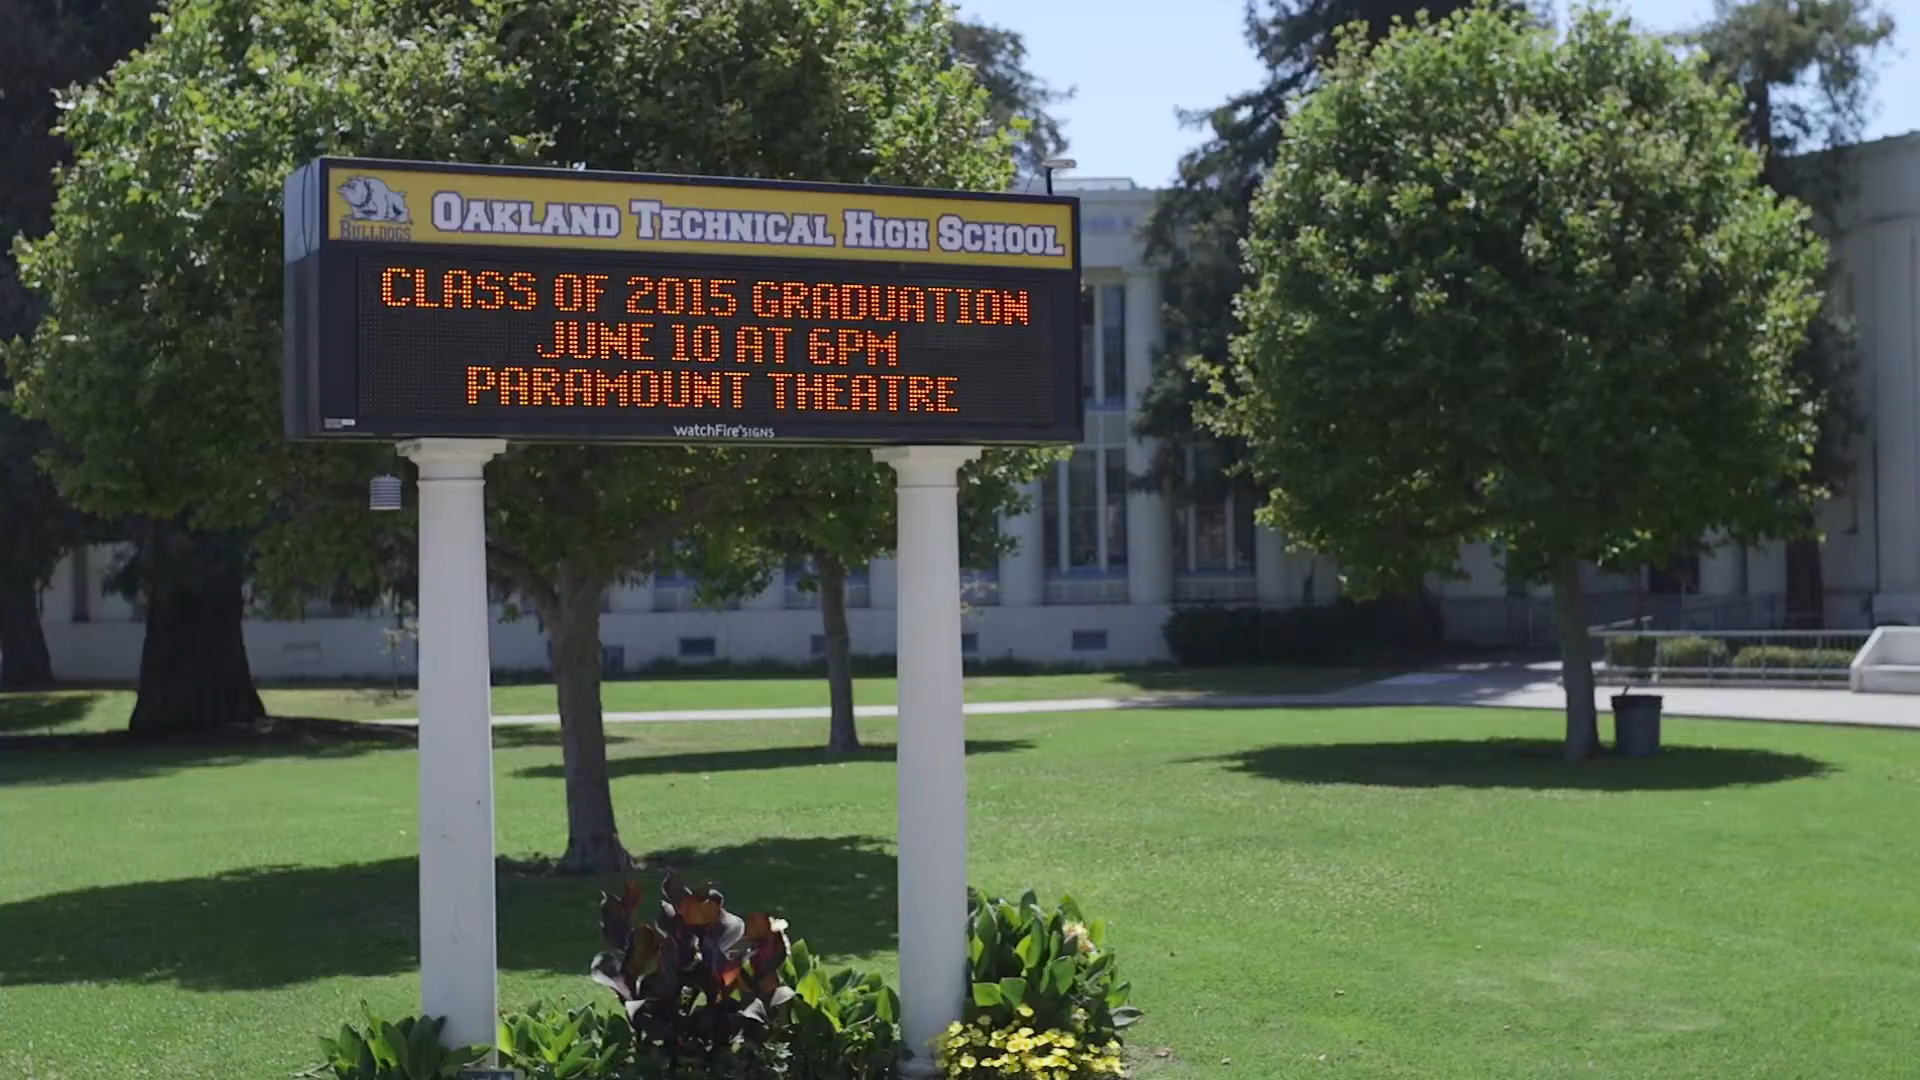 BULLDOGS
OAKLAND TECHNICAL HIGH SCHOOL
CLASS OF 2015 GRADUATION
JUNE 10 AT 6PM
PARAMOUNT THEATRE
watchFire SIGNS